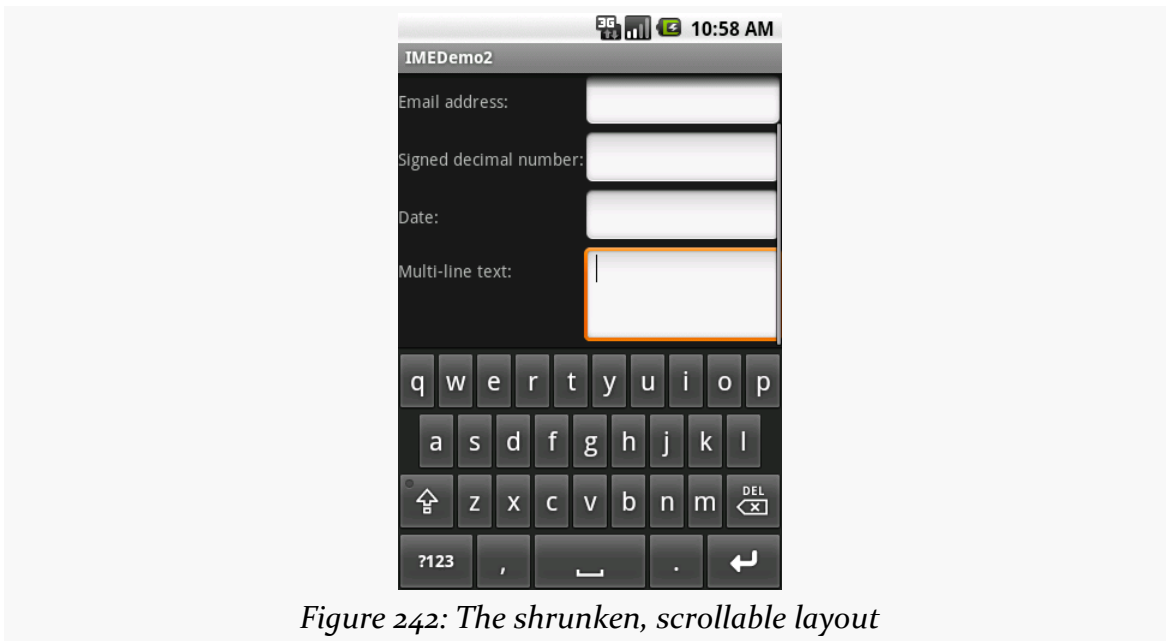 3G 10:58 AM
IMEDemo2
Email address:
Signed decimal number:
Date:
Multi-line text:
q w e r t y u i o p
a s d f g h j k l
z x c v b n m DEL
?123 , .
Figure 242: The shrunken, scrollable layout